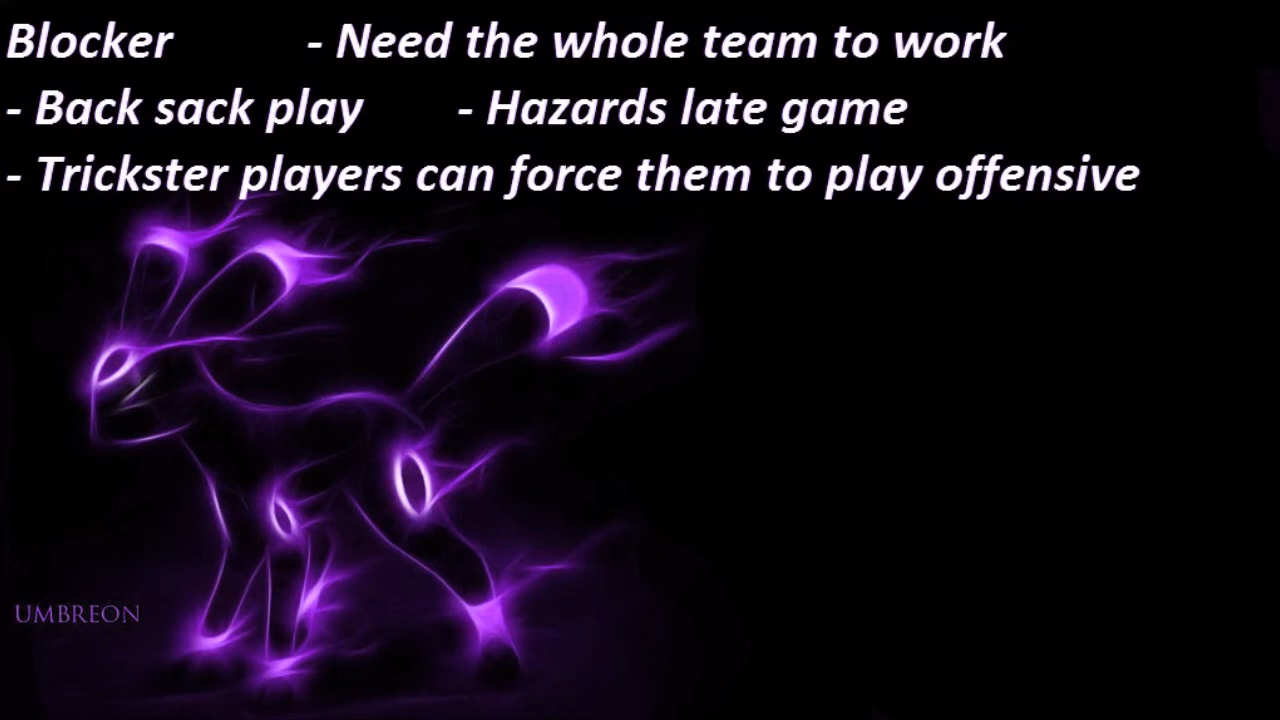 Blocker - Need the whole team to work
- Back sack play - Hazards late game
- Trickster players can force them to play offensive
UMBREON